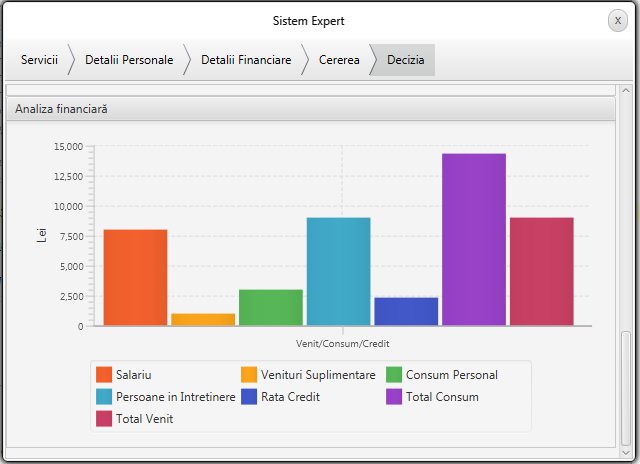 Sistem Expert
x
Servicii
Detalii Personale
Detalii Financiare
Cererea
Decizia
Analiza financiară
15,000
12,500
10,000
7,500
5,000
2,500
0
Lei
Venit/Consum/Credit
Salariu
Venituri Suplimentare
Consum Personal
Persoane in Intretinere
Rata Credit
Total Consum
Total Venit